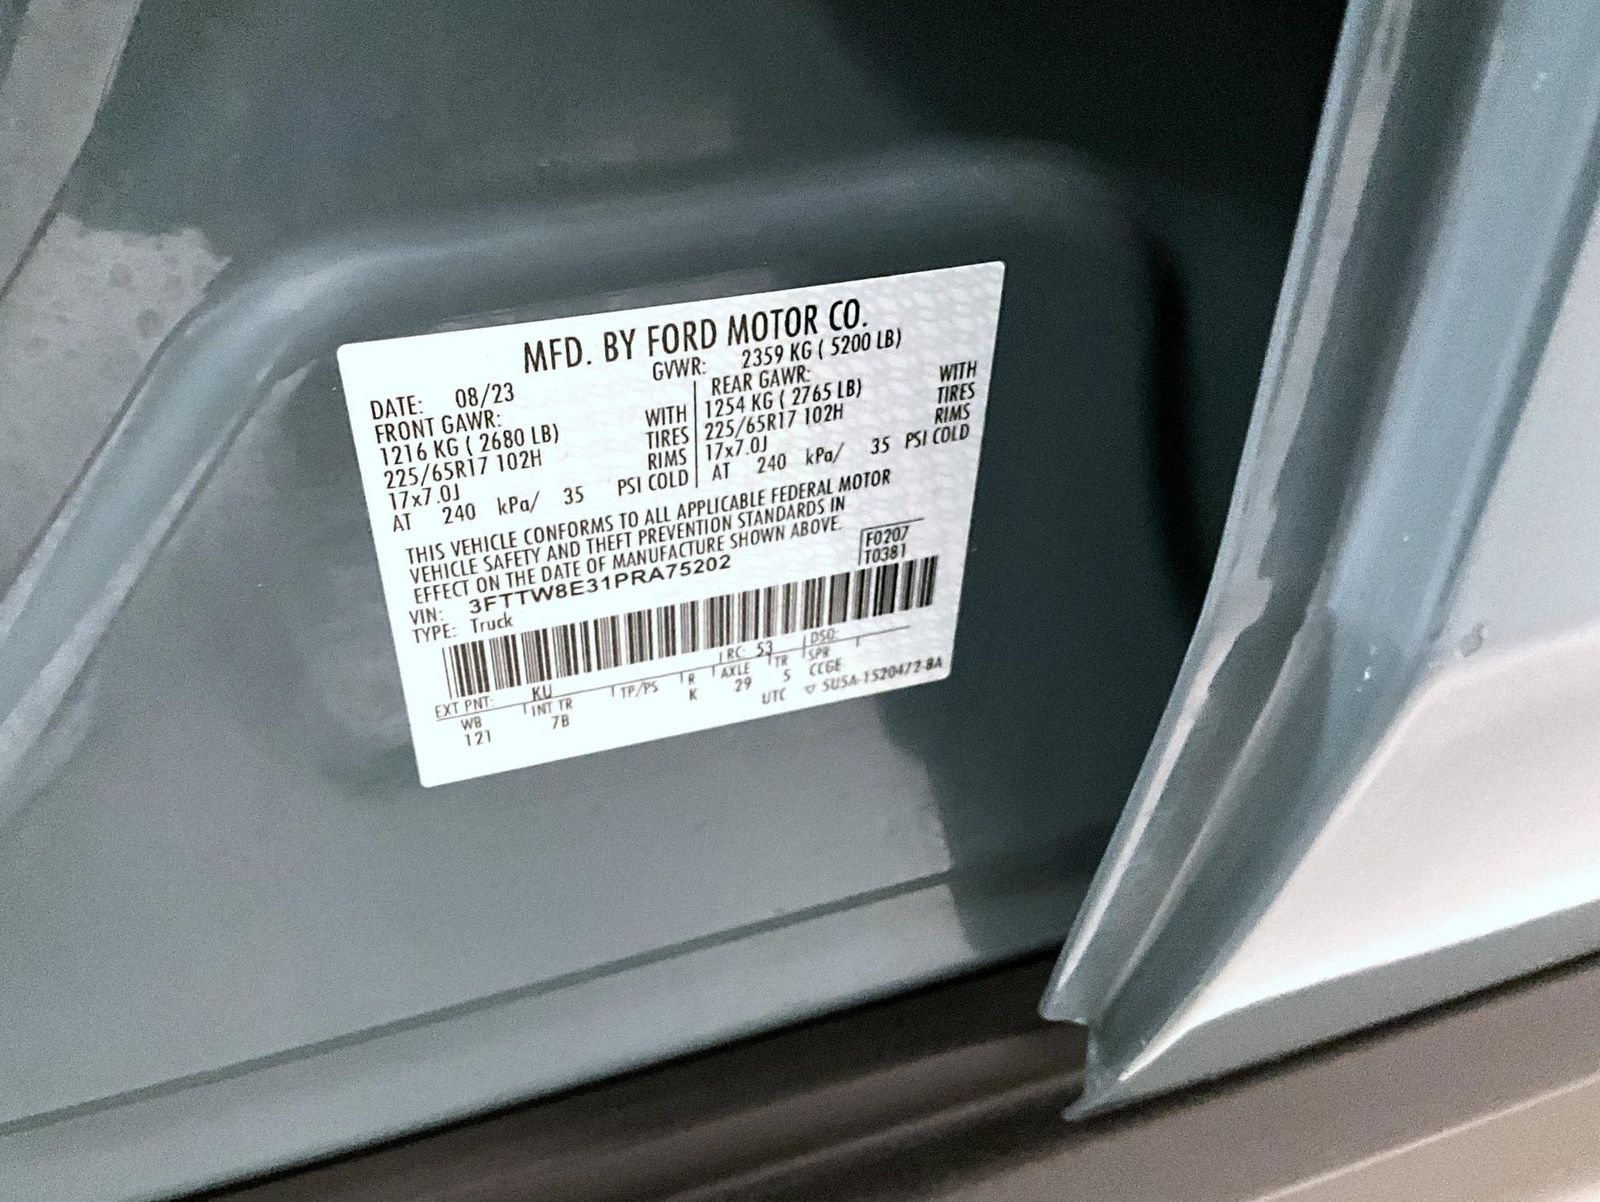 MFD. BY FORD MOTOR CO.
DATE: 08/23 GVWR: 2359 KG ( 5200 LB)
FRONT GAWR:
1216 KG ( 2680 LB) WITH
225/65R17 102H TIRES
17x7.0J RIMS
AT 240 kPa/ 35 PSI COLD
REAR GAWR:
1254 KG ( 2765 LB) WITH
225/65R17 102H TIRES
17x7.0J RIMS
AT 240 kPa/ 35 PSI COLD
THIS VEHICLE CONFORMS TO ALL APPLICABLE FEDERAL MOTOR
VEHICLE SAFETY AND THEFT PREVENTION STANDARDS IN
EFFECT ON THE DATE OF MANUFACTURE SHOWN ABOVE.
F0207
T0381
VIN: 3FTTW8E31PRA75202
TYPE: Truck
EXT PNT: KU RC: 53 DSO:
WB INT TR TP/PS R AXLE TR SPR
121 7B K 29 5 CCGE
UTC ▽ SU5A-1520472-BA